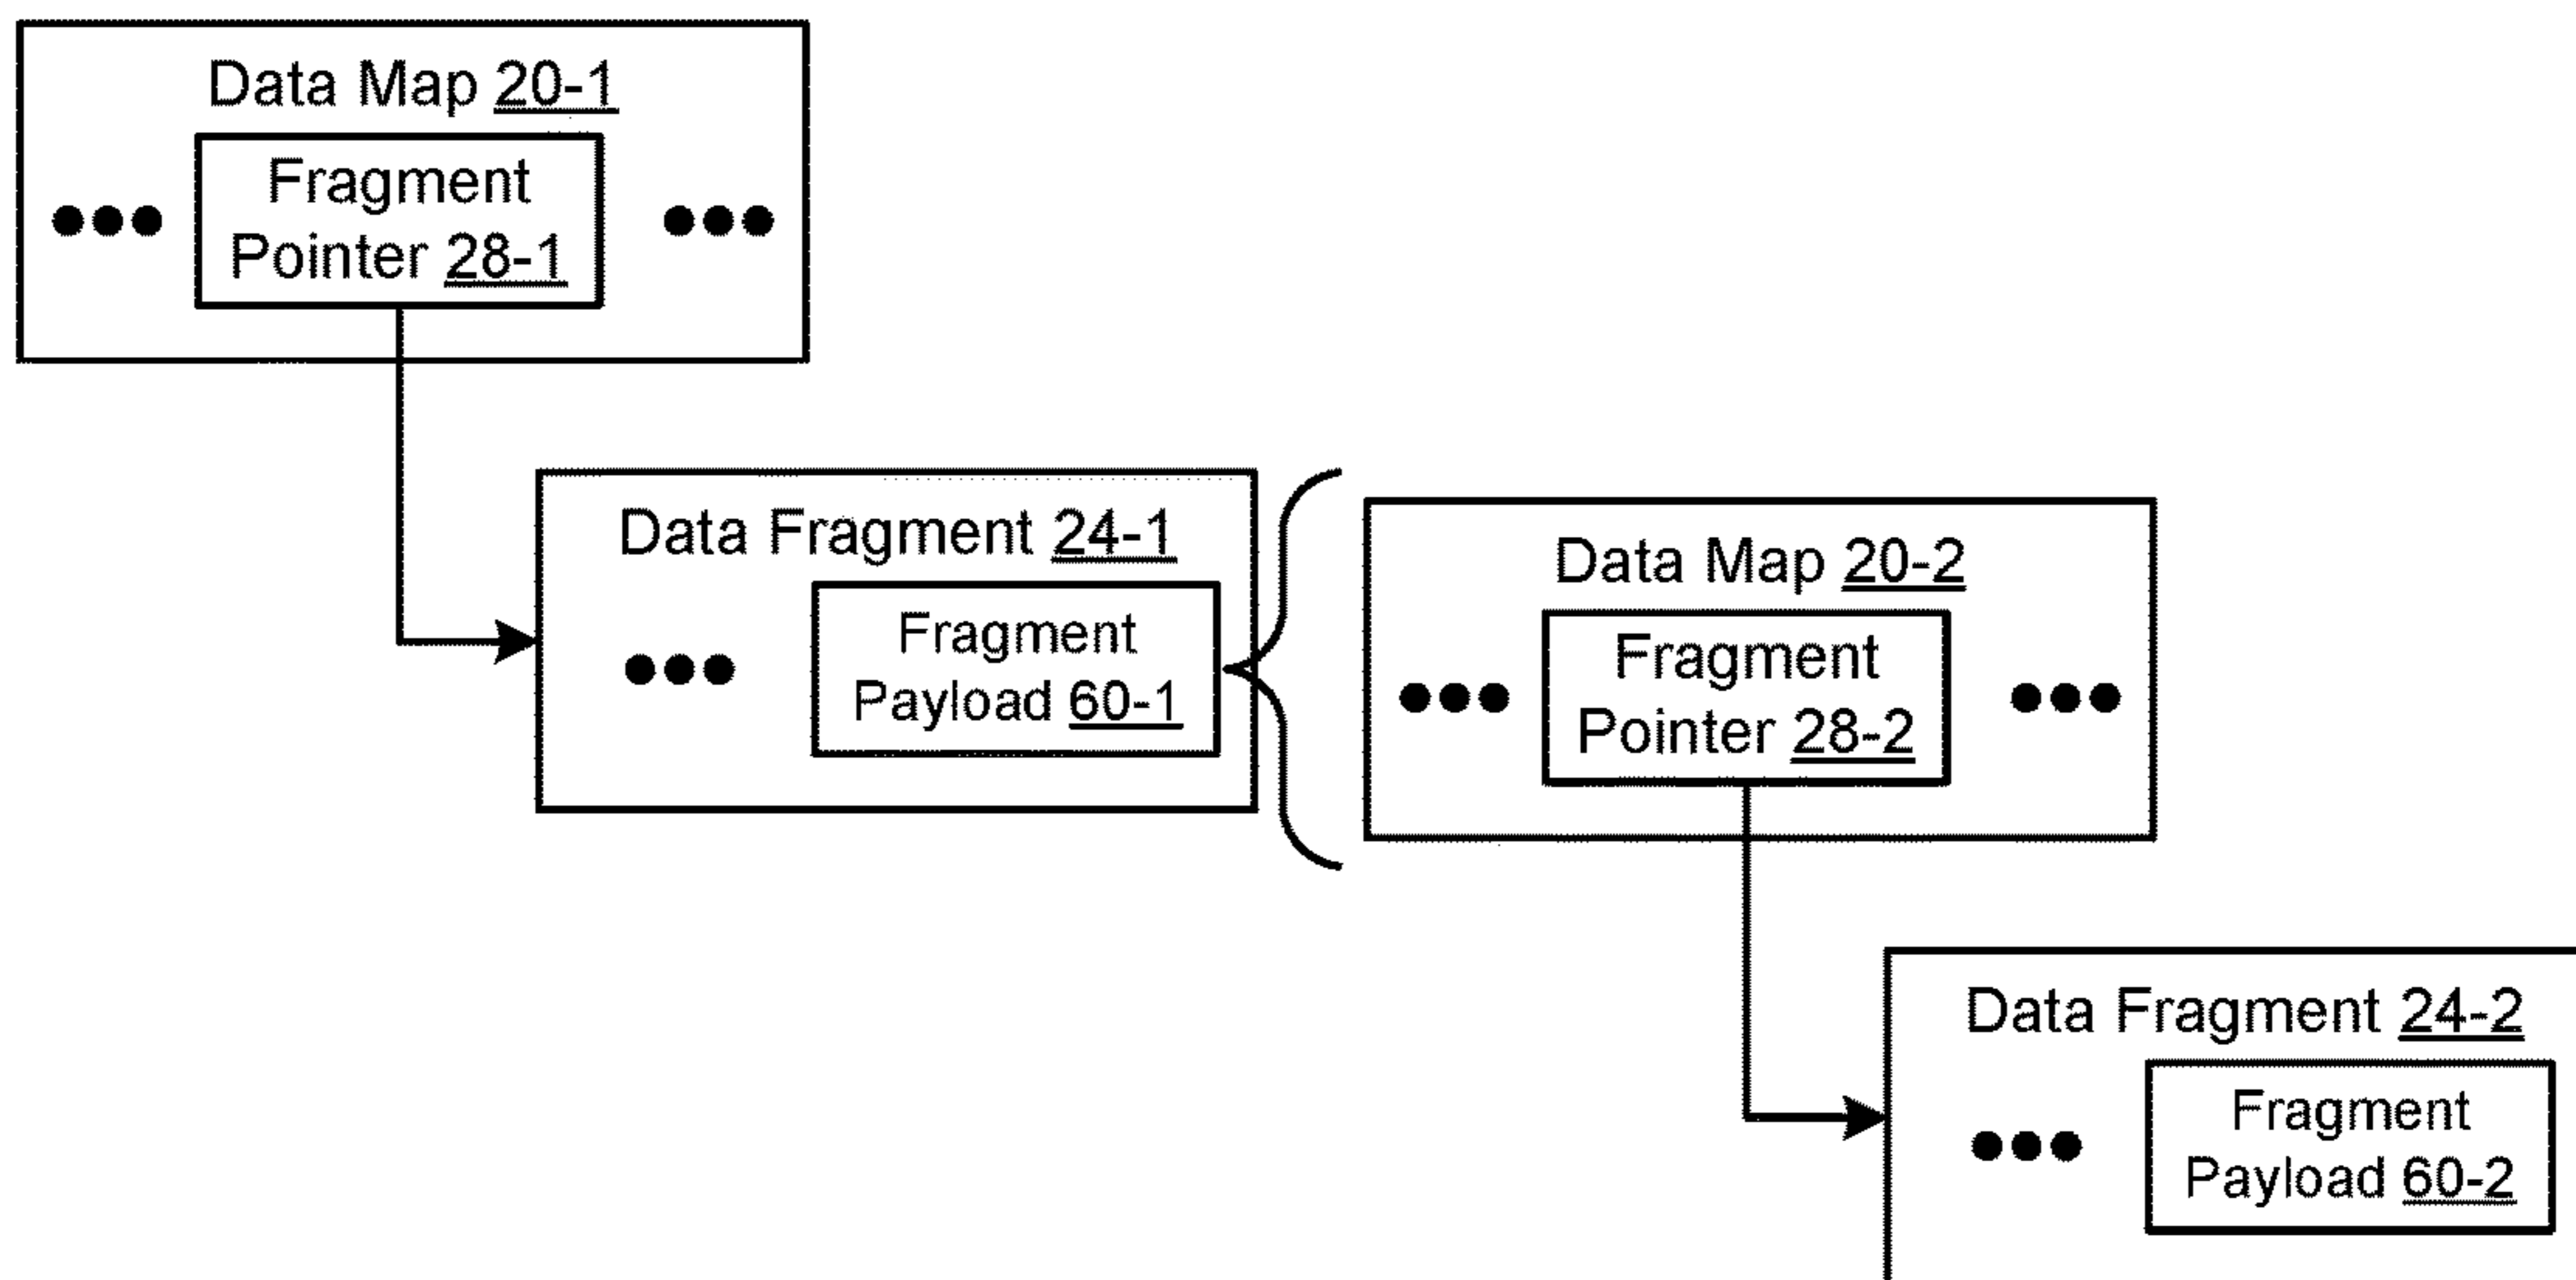 Data Map 20-1
Fragment
Pointer 28-1
Data Fragment 24-1
Fragment
Payload 60-1
Data Map 20-2
Fragment
Pointer 28-2
Data Fragment 24-2
Fragment
Payload 60-2